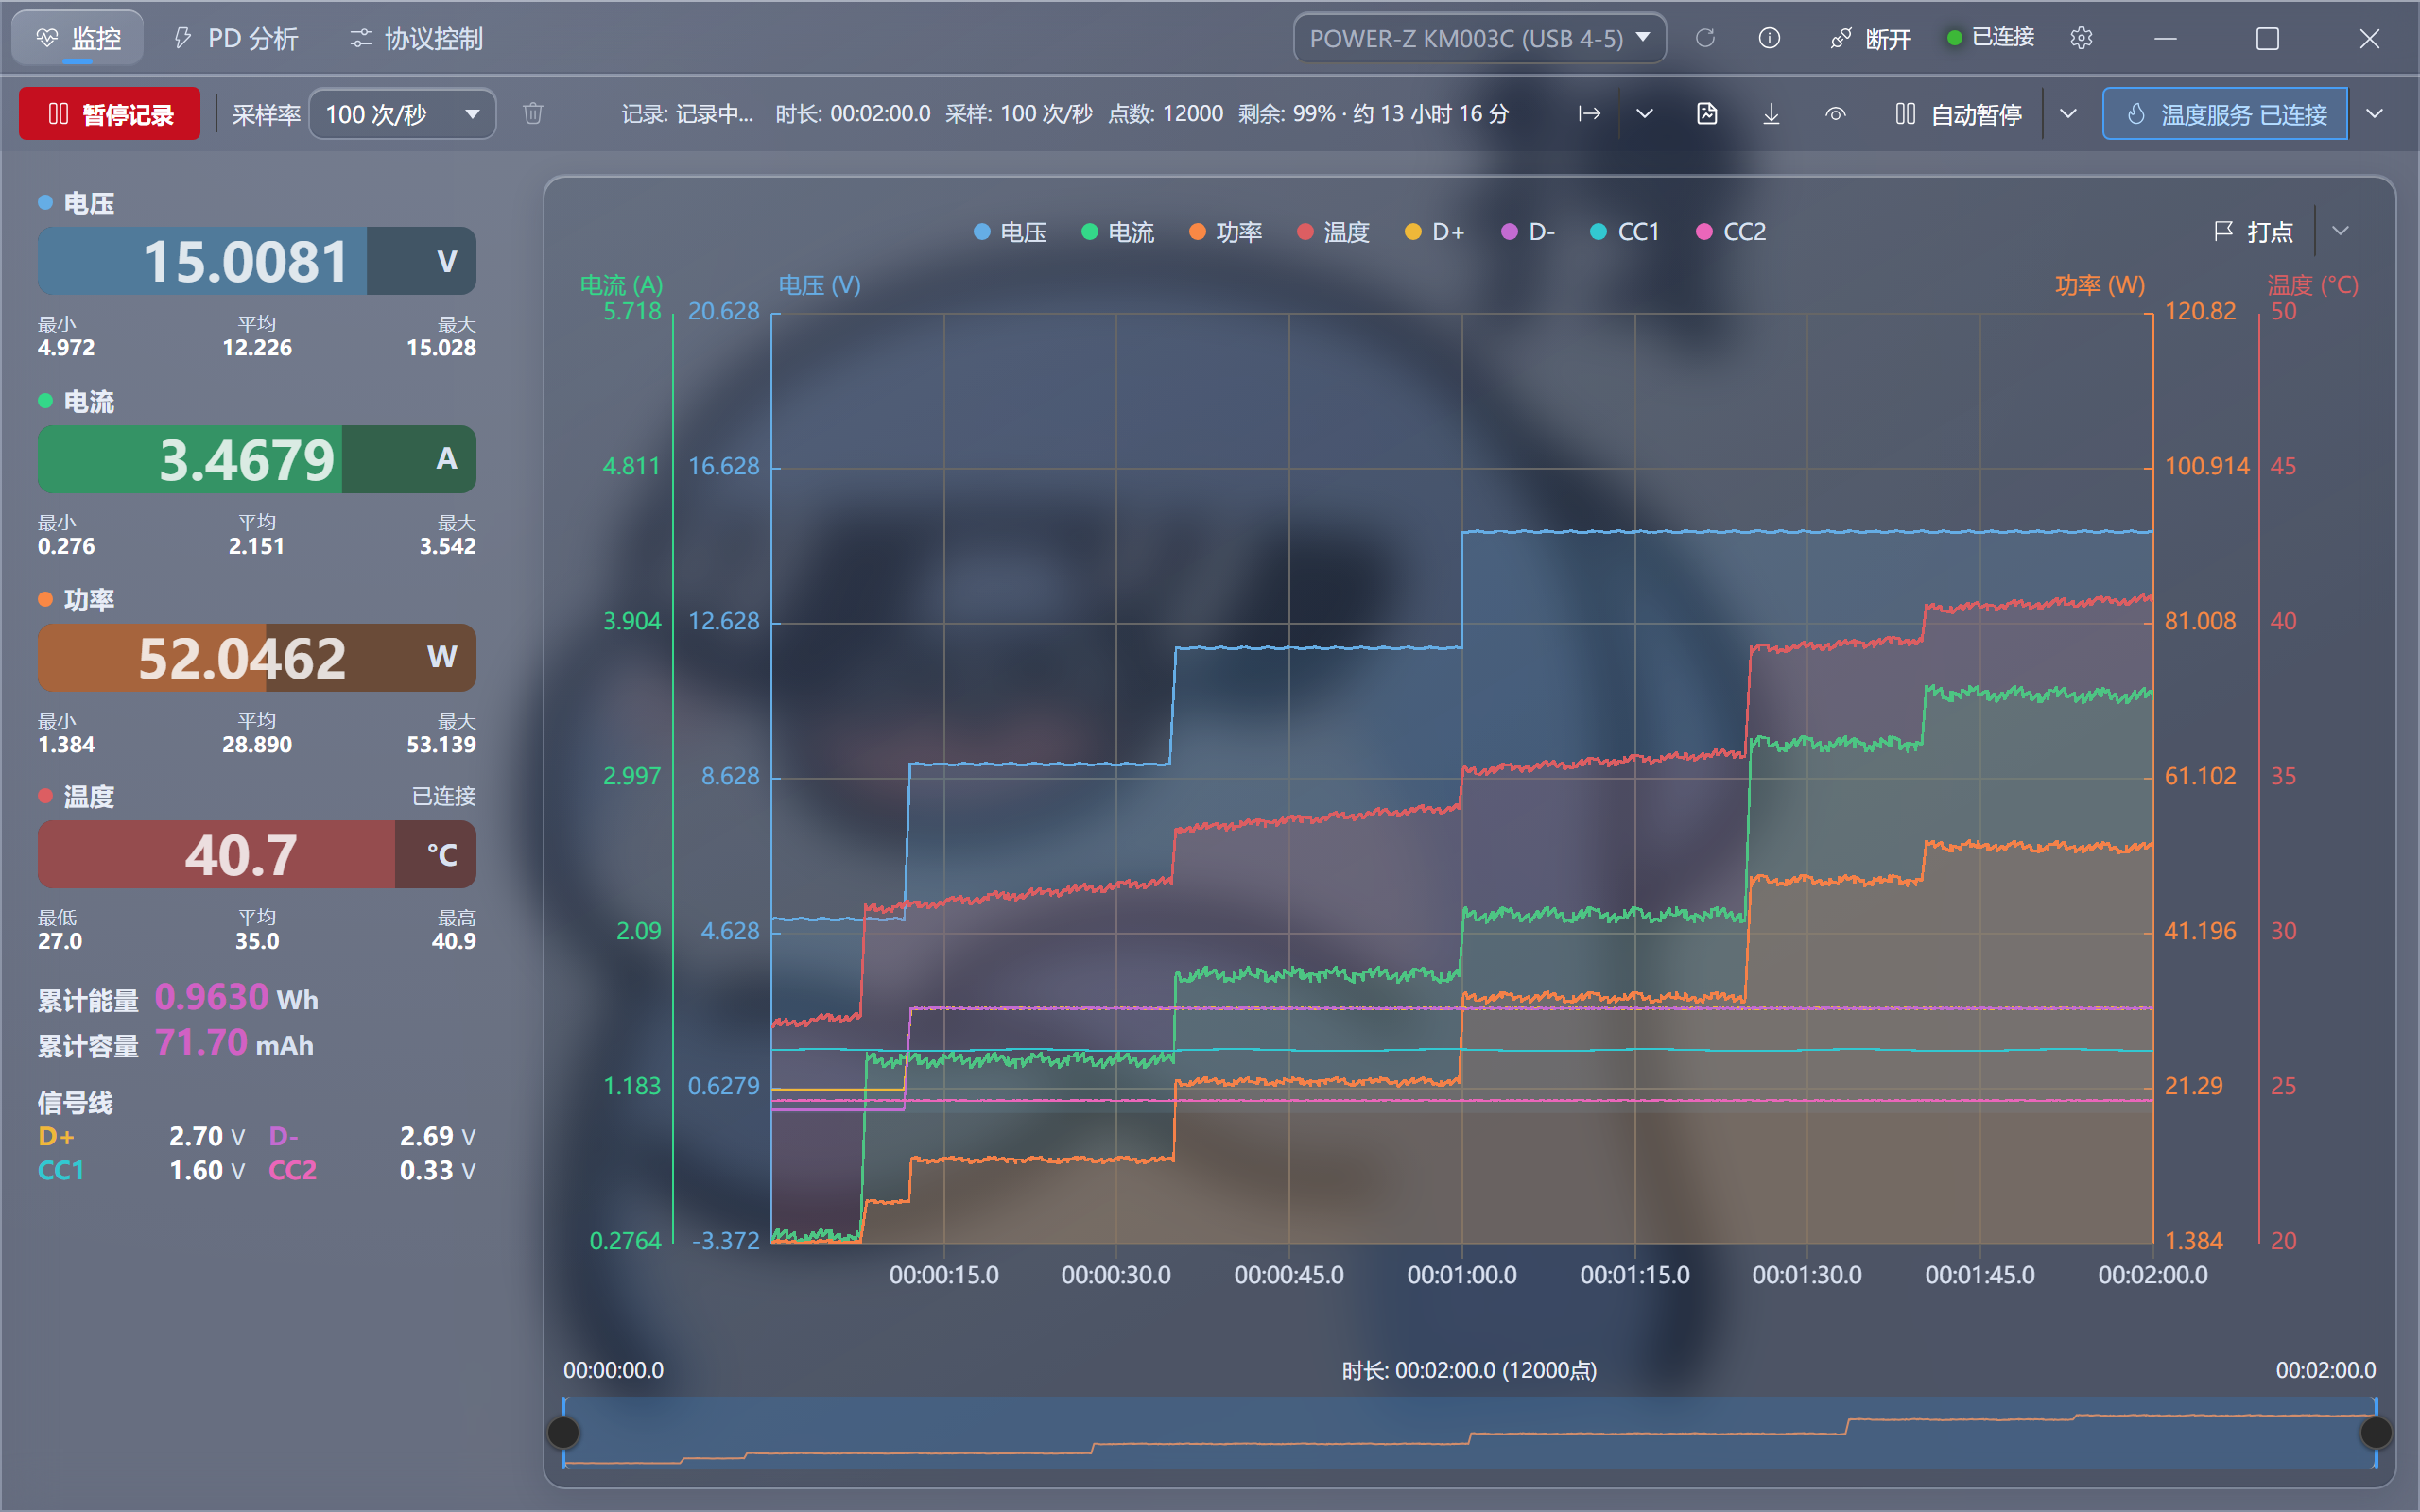 监控 PD 分析 协议控制 POWER-Z KM003C (USB 4-5) 断开 已连接
暂停记录 采样率 100 次/秒 记录: 记录中... 时长: 00:02:00.0 采样: 100 次/秒 点数: 12000 剩余: 99% · 约 13 小时 16 分 自动暂停 温度服务 已连接
电压
15.0081 V
最小 平均 最大
4.972 12.226 15.028
电流
3.4679 A
最小 平均 最大
0.276 2.151 3.542
功率
52.0462 W
最小 平均 最大
1.384 28.890 53.139
温度 已连接
40.7 °C
最低 平均 最高
27.0 35.0 40.9
累计能量 0.9630 Wh
累计容量 71.70 mAh
信号线
D+ 2.70 V D- 2.69 V
CC1 1.60 V CC2 0.33 V
电压 电流 功率 温度 D+ D- CC1 CC2 打点
电流 (A) 电压 (V) 功率 (W) 温度 (°C)
5.718 20.628 120.82 50
4.811 16.628 100.914 45
3.904 12.628 81.008 40
2.997 8.628 61.102 35
2.09 4.628 41.196 30
1.183 0.6279 21.29 25
0.2764 -3.372 1.384 20
00:00:15.0 00:00:30.0 00:00:45.0 00:01:00.0 00:01:15.0 00:01:30.0 00:01:45.0 00:02:00.0
00:00:00.0 时长: 00:02:00.0 (12000点) 00:02:00.0